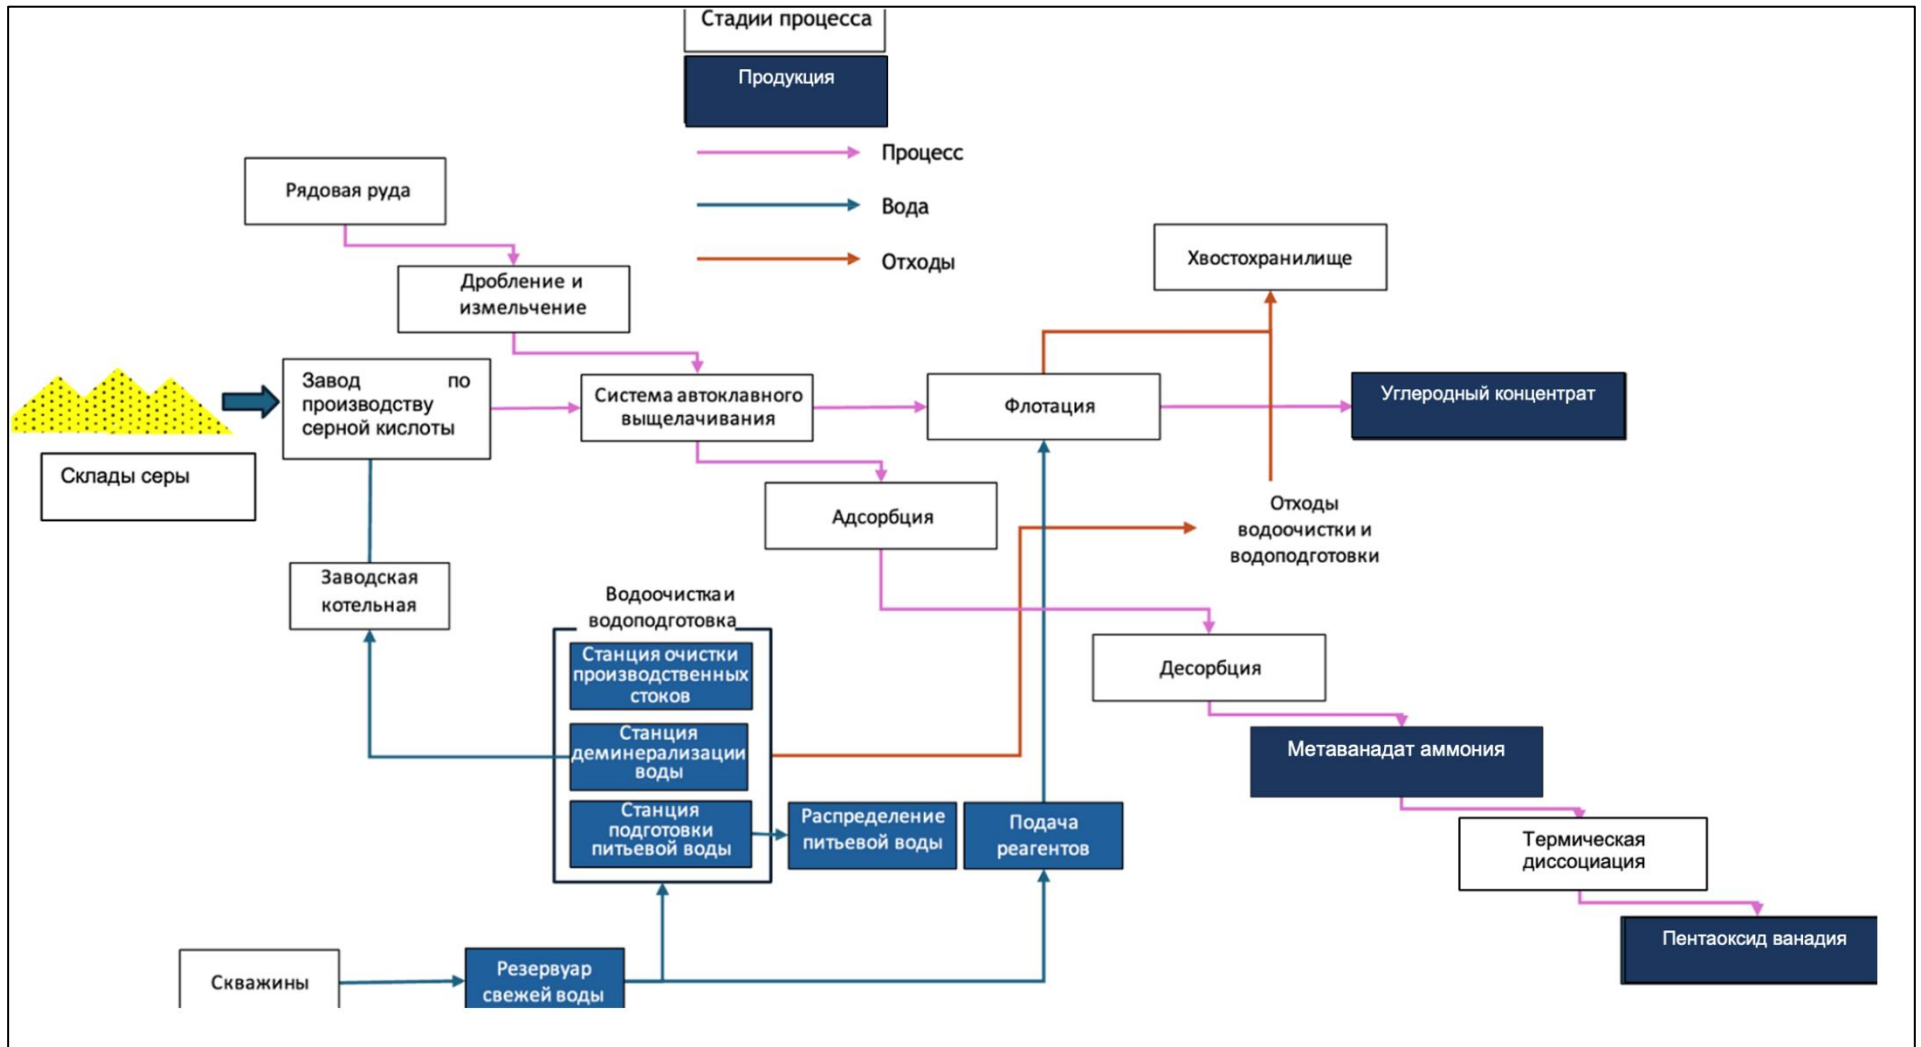 Стадии процесса
Продукция
Процесс
Вода
Отходы
Рядовая руда
Дробление и
измельчение
Хвостохранилище
Завод по
производству
серной кислоты
Система автоклавного
выщелачивания
Флотация
Углеродный концентрат
Склады серы
Адсорбция
Отходы
водоочистки и
водоподготовки
Заводская
котельная
Водоочистка и
водоподготовка
Станция очистки
производственных
стоков
Десорбция
Станция
деминерализации
воды
Метаванадат аммония
Станция
подготовки
питьевой воды
Распределение
питьевой воды
Подача
реагентов
Термическая
диссоциация
Пентаоксид ванадия
Скважины
Резервуар
свежей воды